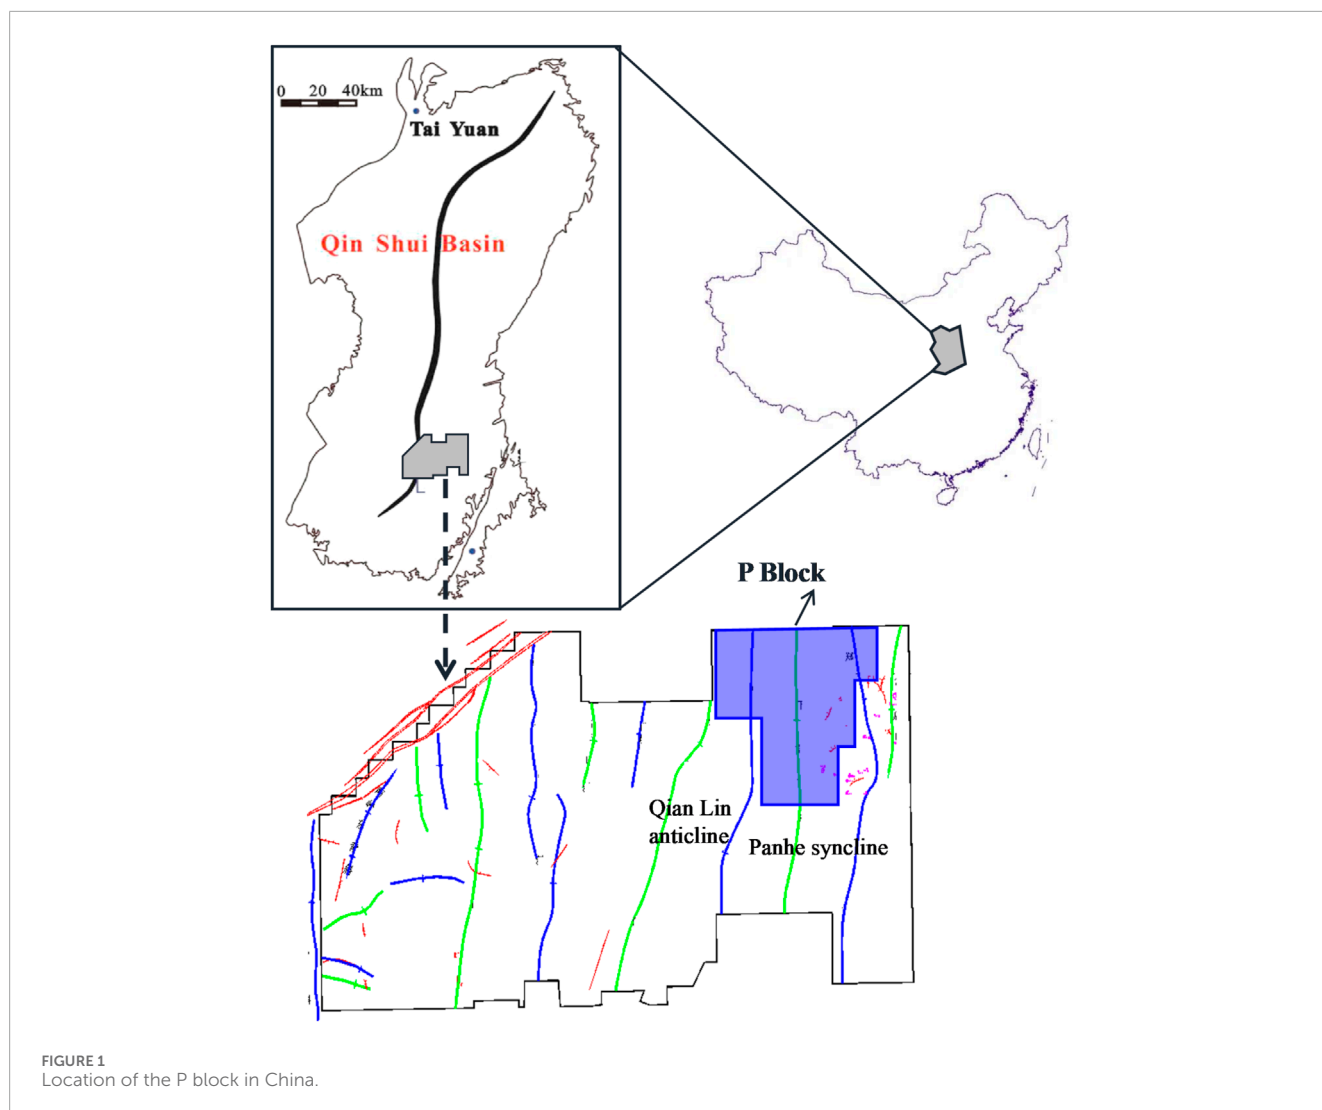 0 20 40km
Tai Yuan
Qin Shui Basin
P Block
Qian Lin
anticline
Panhe syncline
FIGURE 1
Location of the P block in China.